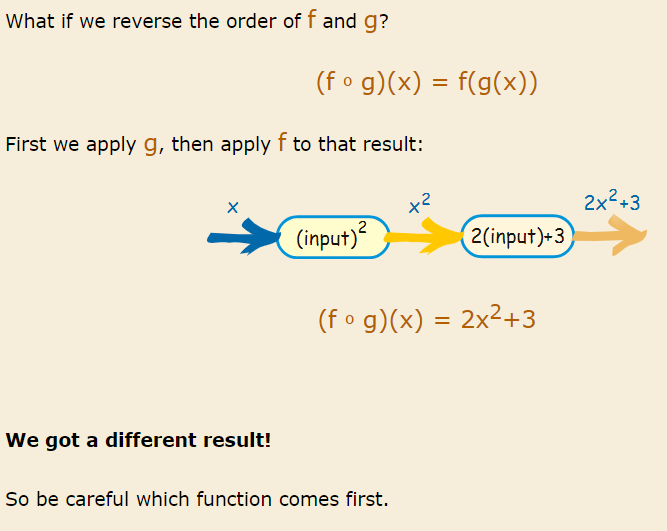 What if we reverse the order of f and g?
(f º g)(x) = f(g(x))
First we apply g, then apply f to that result:
x
x²
2x²+3
(input)²
2(input)+3
(f º g)(x) = 2x²+3
We got a different result!
So be careful which function comes first.